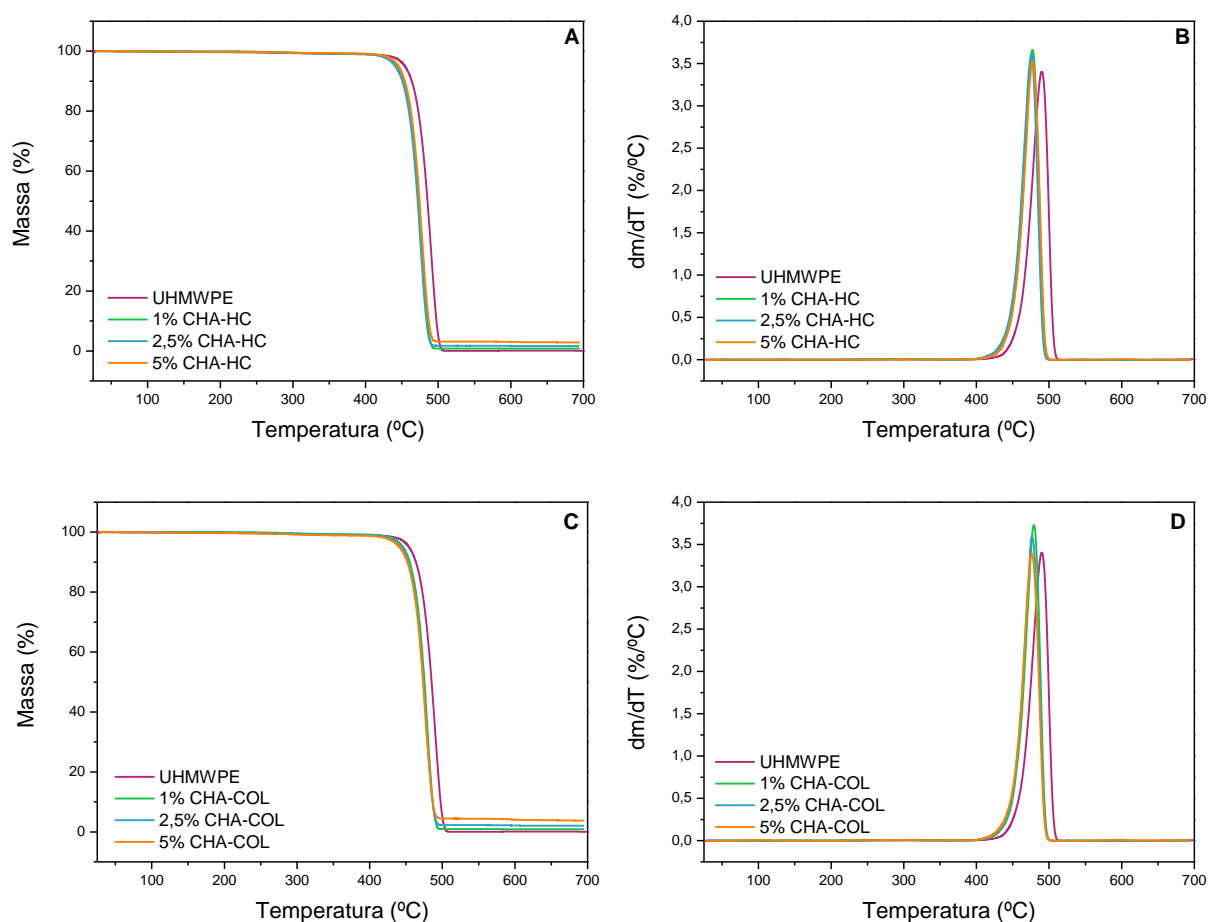 A
Massa (%)
100
80
60
40
20
0
UHMWPE
1% CHA-HC
2,5% CHA-HC
5% CHA-HC
100 200 300 400 500 600 700
Temperatura (ºC)
B
dm/dT (%/ºC)
4,0
3,5
3,0
2,5
2,0
1,5
1,0
0,5
0,0
UHMWPE
1% CHA-HC
2,5% CHA-HC
5% CHA-HC
100 200 300 400 500 600 700
Temperatura (ºC)
C
Massa (%)
100
80
60
40
20
0
UHMWPE
1% CHA-COL
2,5% CHA-COL
5% CHA-COL
100 200 300 400 500 600 700
Temperatura (ºC)
D
dm/dT (%/ºC)
4,0
3,5
3,0
2,5
2,0
1,5
1,0
0,5
0,0
UHMWPE
1% CHA-COL
2,5% CHA-COL
5% CHA-COL
100 200 300 400 500 600 700
Temperatura (ºC)